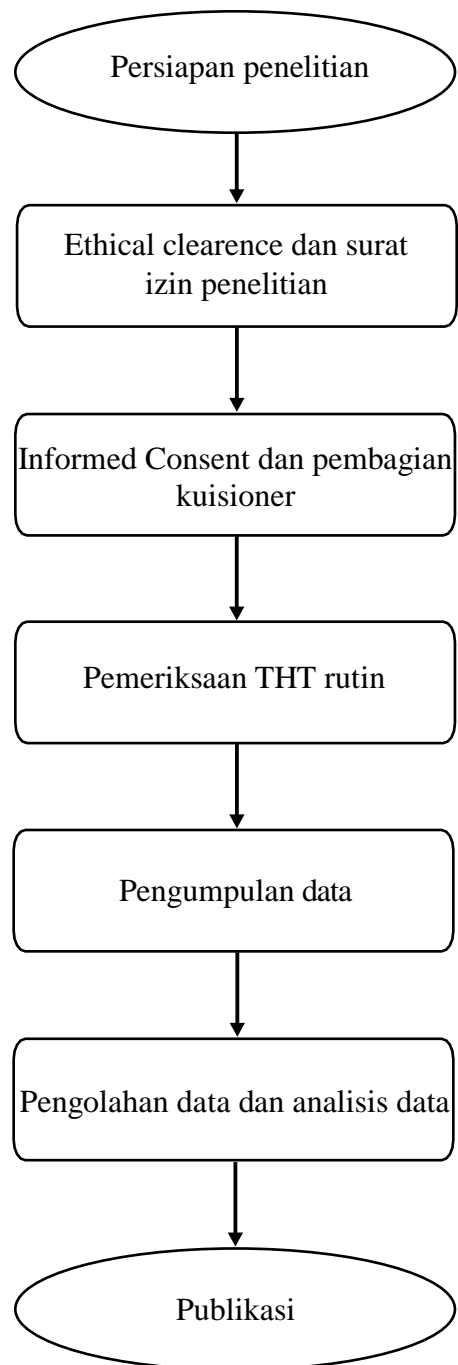 Persiapan penelitian
Ethical clearence dan surat
izin penelitian
Informed Consent dan pembagian
kuisioner
Pemeriksaan THT rutin
Pengumpulan data
Pengolahan data dan analisis data
Publikasi